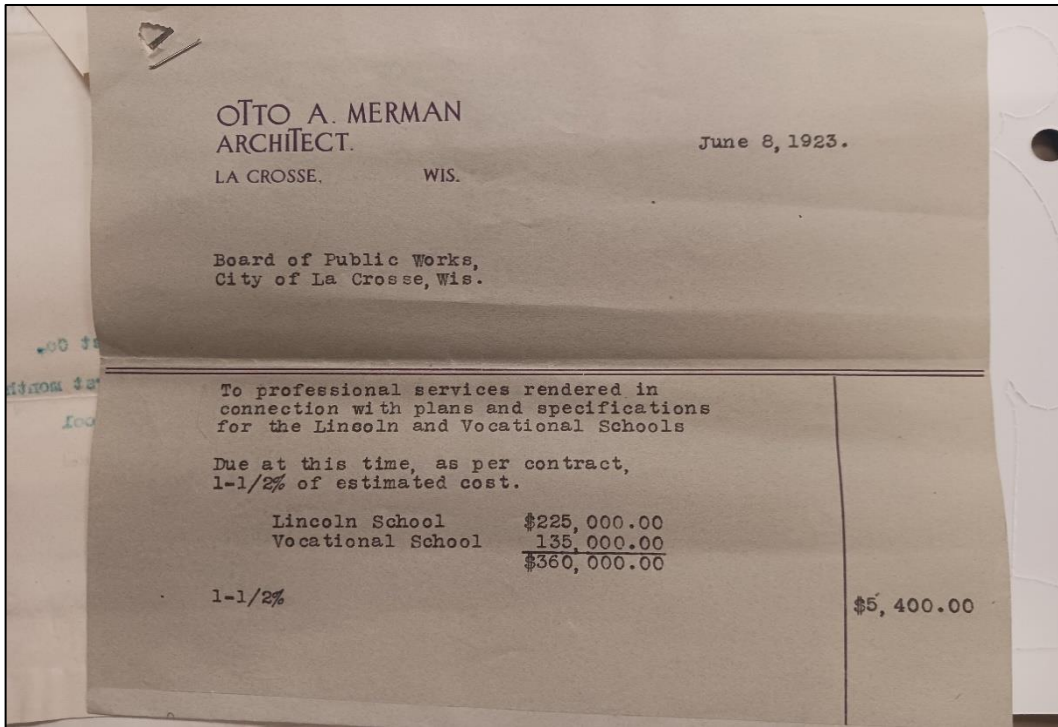 OTTO A. MERMAN
ARCHITECT.
LA CROSSE, WIS.
June 8, 1923.
Board of Public Works,
City of La Crosse, Wis.
To professional services rendered in
connection with plans and specifications
for the Lincoln and Vocational Schools
Due at this time, as per contract,
1-1/2% of estimated cost.
Lincoln School $225,000.00
Vocational School 135,000.00
$360,000.00
1-1/2% $5,400.00